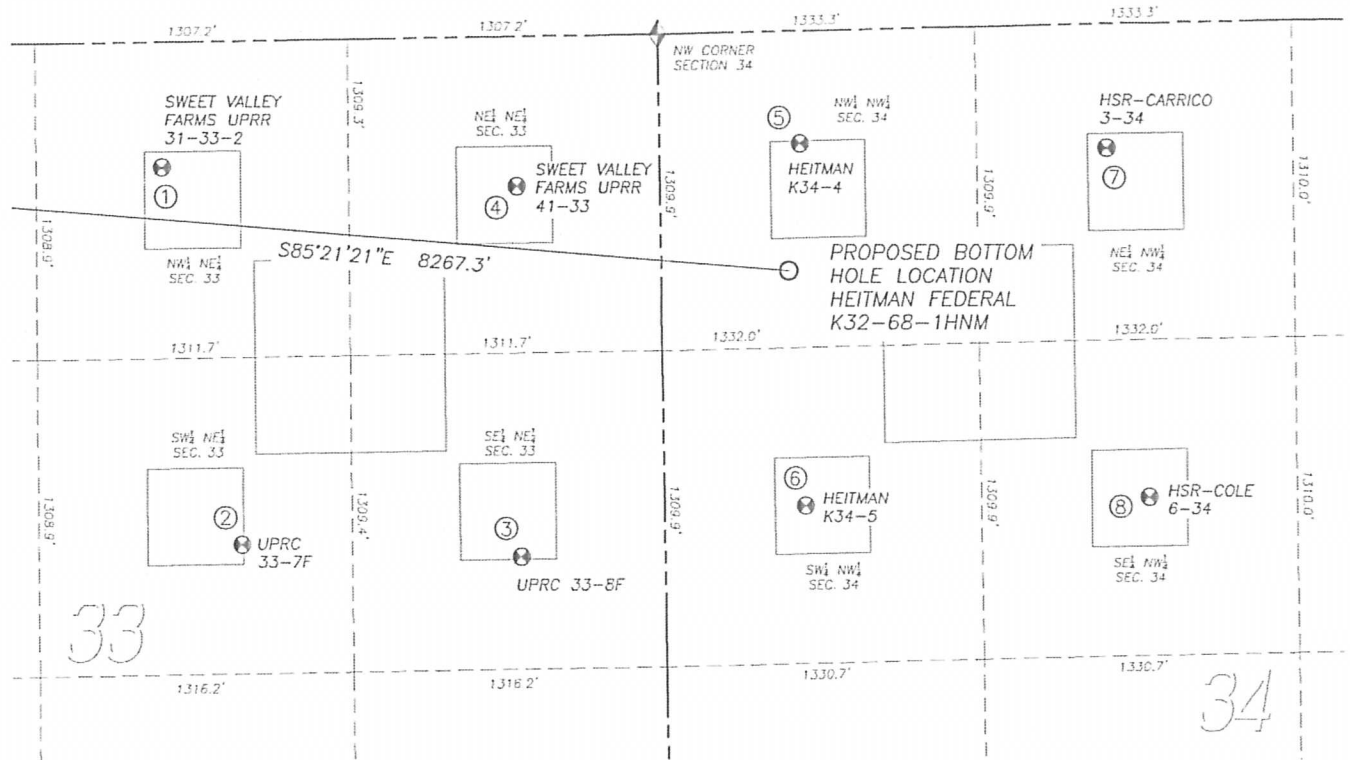 1307.2'
1307.2'
1333.3'
1333.3'
NW CORNER
SECTION 34
SWEET VALLEY
FARMS UPRR
31-33-2
1309.3'
NE¼ NE¼
SEC. 33
⑤
NW¼ NW¼
SEC. 34
HSR-CARRICO
3-34
①
④
SWEET VALLEY
FARMS UPRR
41-33
HEITMAN
K34-4
⑦
1308.9'
1309.9'
1309.9'
1310.0'
NW¼ NE¼
SEC. 33
S85°21'21"E 8267.3'
PROPOSED BOTTOM
HOLE LOCATION
HEITMAN FEDERAL
K32-68-1HNM
NE¼ NW¼
SEC. 34
1311.7'
1311.7'
1332.0'
1332.0'
SW¼ NE¼
SEC. 33
SE¼ NE¼
SEC. 33
②
UPRC
33-7F
③
UPRC 33-8F
⑥
HEITMAN
K34-5
⑧
HSR-COLE
6-34
1308.9'
1309.4'
1309.9'
1309.9'
1310.0'
SW¼ NW¼
SEC. 34
SE¼ NW¼
SEC. 34
33
1316.2'
1316.2'
1330.7'
1330.7'
34